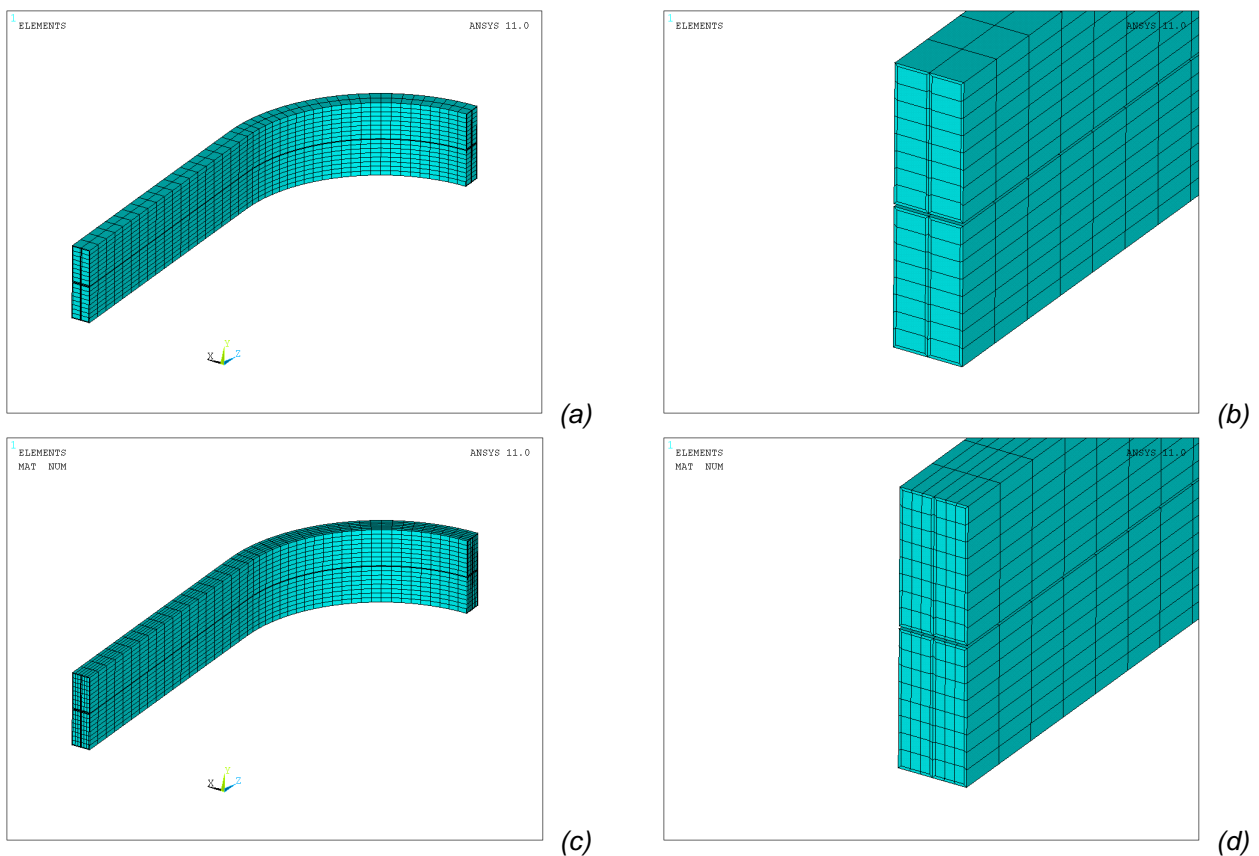 1
ELEMENTS
ANSYS 11.0
X
Y
Z
(a)
1
ELEMENTS
ANSYS 11.0
(b)
1
ELEMENTS
MAT NUM
ANSYS 11.0
X
Y
Z
(c)
1
ELEMENTS
MAT NUM
ANSYS 11.0
(d)